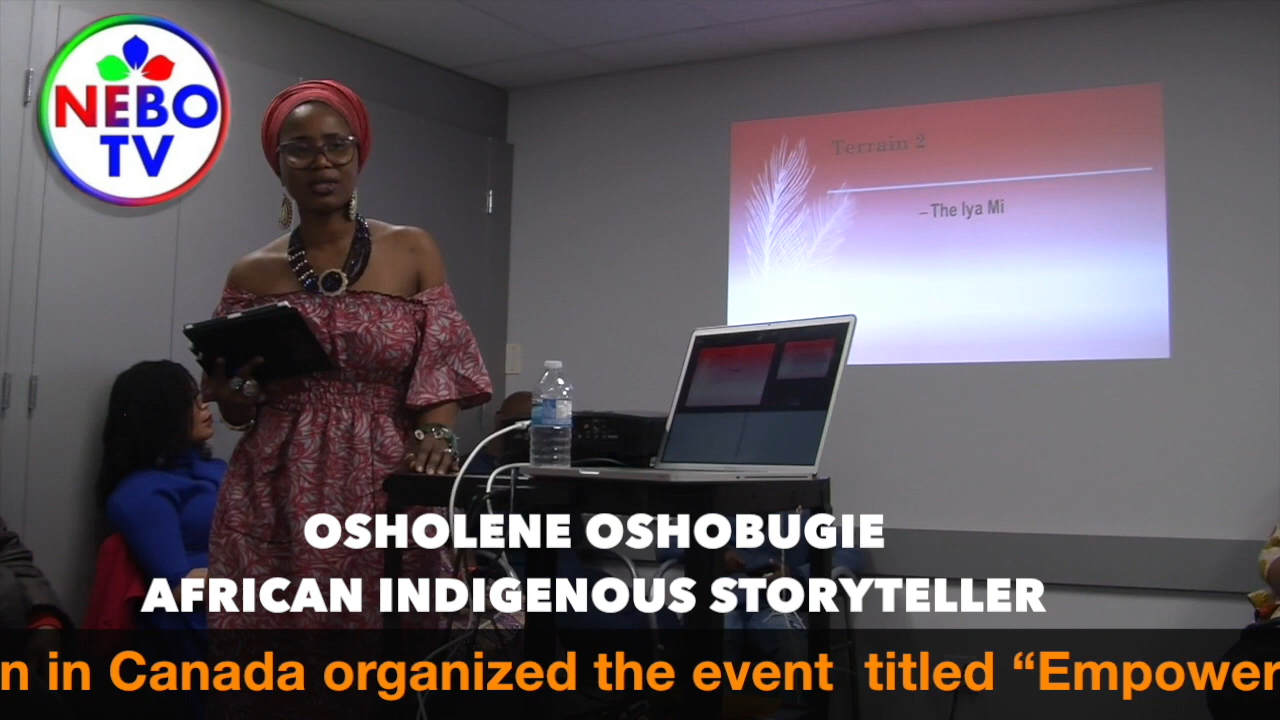 NEBO
TV
Terrain 2
– The Iya Mi
OSHOLENE OSHOBUGIE
AFRICAN INDIGENOUS STORYTELLER
n in Canada organized the event titled “Empower